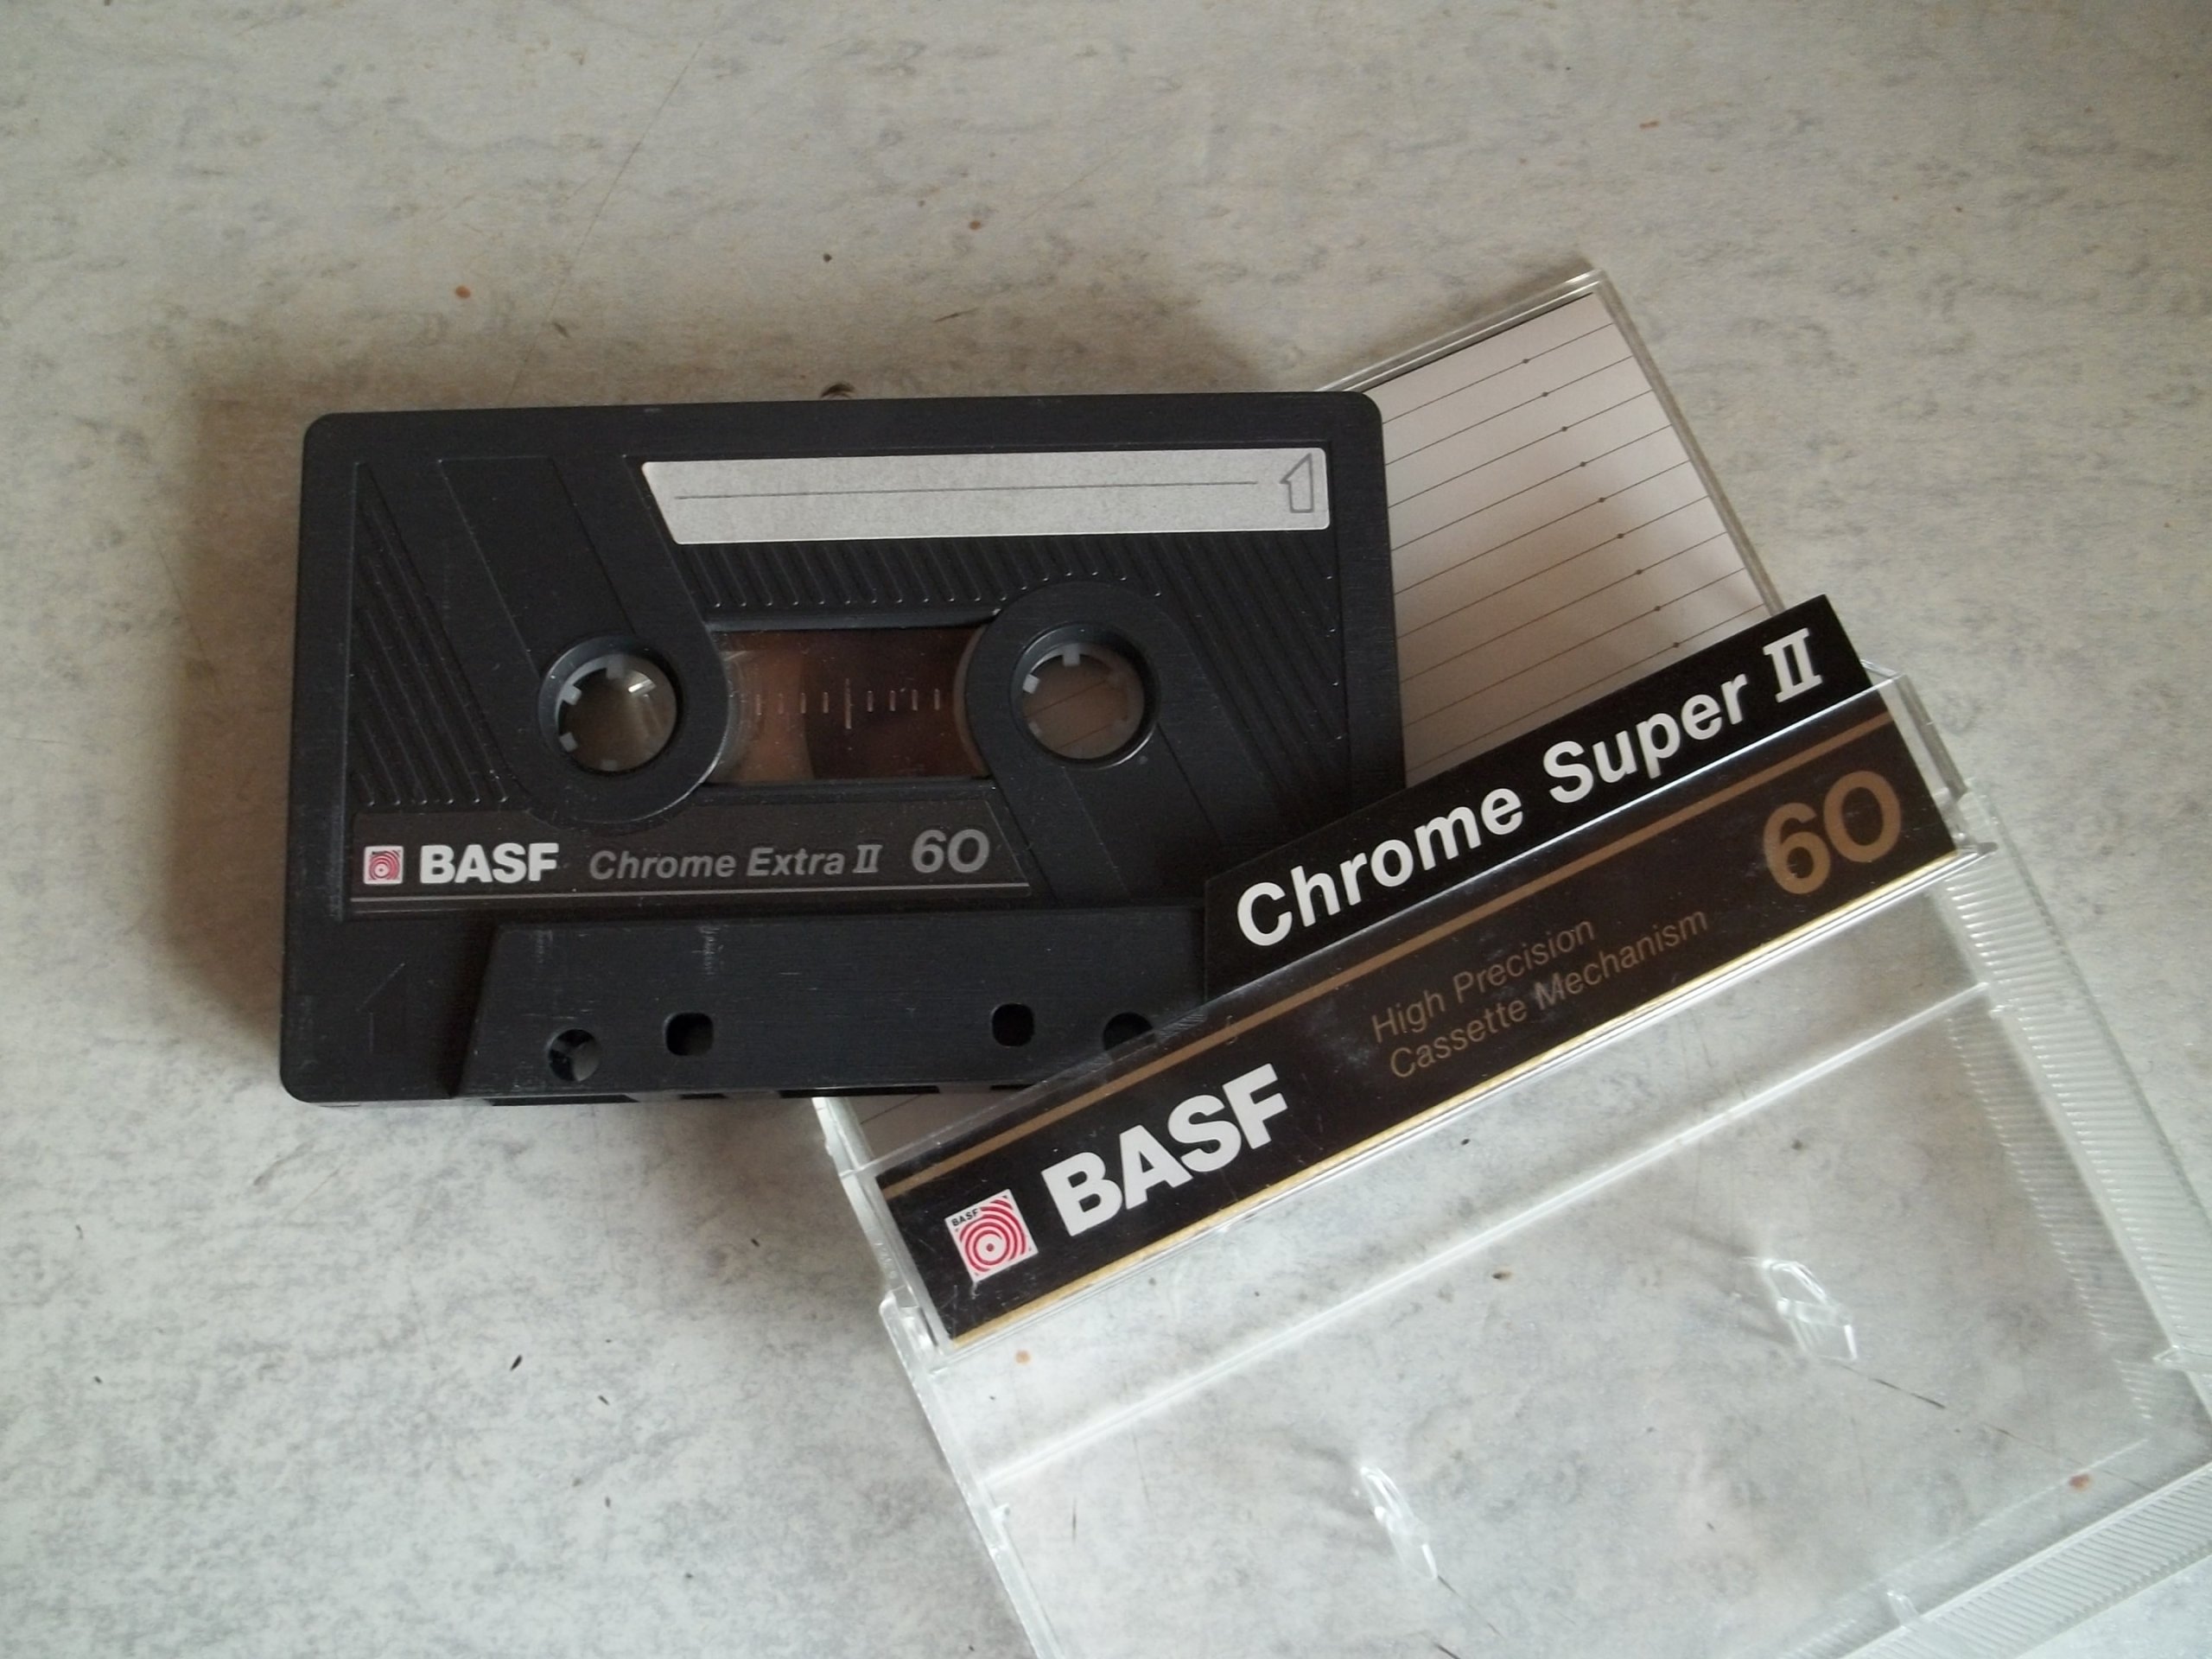 1
BASF Chrome Extra II 60
Chrome Super II
60
High Precision
Cassette Mechanism
BASF
BASF